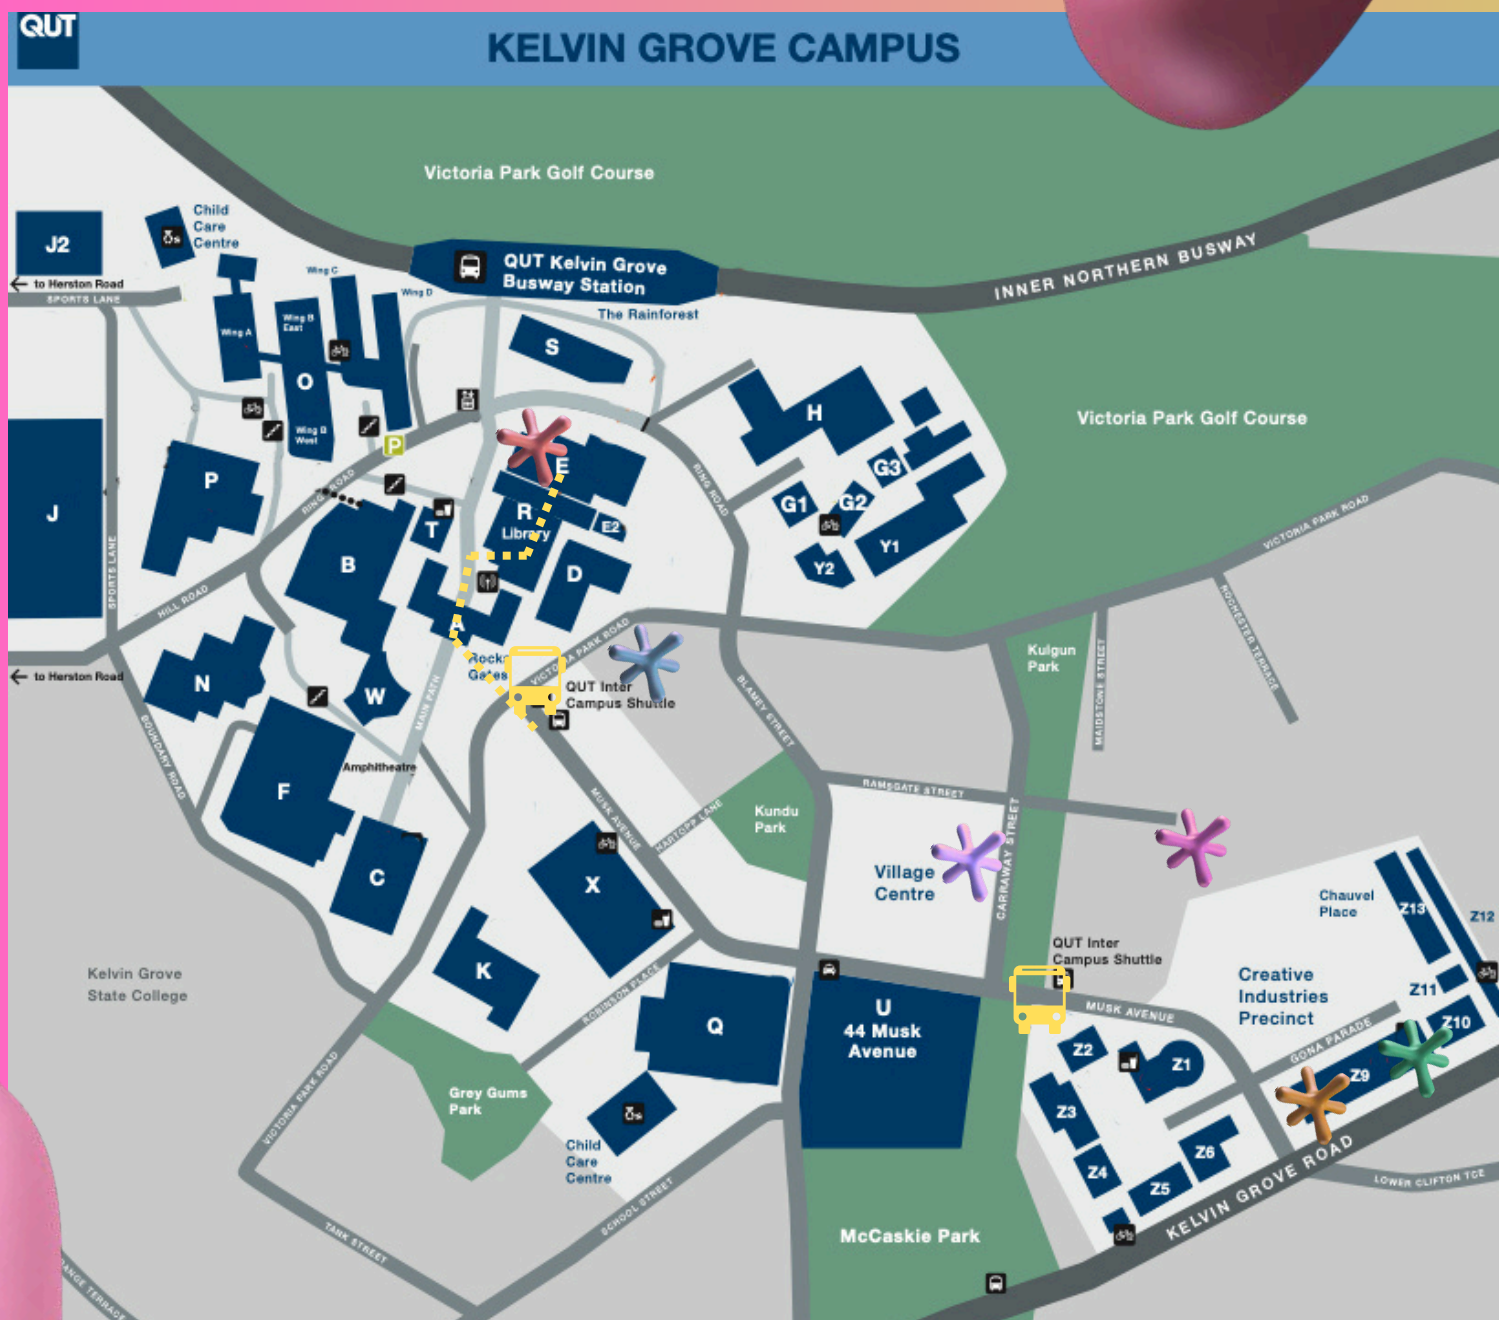 QUT
KELVIN GROVE CAMPUS
Victoria Park Golf Course
Child
Care
Centre
J2
to Herston Road
SPORTS LANE
Wing C
Wing D
QUT Kelvin Grove
Busway Station
INNER NORTHERN BUSWAY
The Rainforest
Wing A
Wing B
East
O
Wing B
West
S
H
Victoria Park Golf Course
P
P
E
G3
G1
G2
RING ROAD
RING ROAD
J
R
Library
E2
T
Y1
Y2
B
D
VICTORIA PARK ROAD
SPORTS LANE
HILL ROAD
A
ROCHESTER TERRACE
Rocks
Gates
VICTORIA PARK ROAD
Kulgun
Park
MAIDSTONE STREET
to Herston Road
N
W
QUT Inter
Campus Shuttle
MAIN PATH
BLAMEY STREET
BOUNDARY ROAD
Amphitheatre
F
RAMSGATE STREET
MUSK AVENUE
HARTOPP LANE
Kundu
Park
CARRAWAY STREET
Village
Centre
C
X
Chauvel
Place
Z13
Z12
QUT Inter
Campus Shuttle
Kelvin Grove
State College
K
ROBINSON PLACE
Creative
Industries
Precinct
Z11
MUSK AVENUE
Z10
U
44 Musk
Avenue
Q
GONA PARADE
Z2
Z1
Z9
Grey Gums
Park
Z3
VICTORIA PARK ROAD
Child
Care
Centre
Z6
Z4
Z5
KELVIN GROVE ROAD
LOWER CLIFTON TCE
SCHOOL STREET
TANK STREET
McCaskie Park